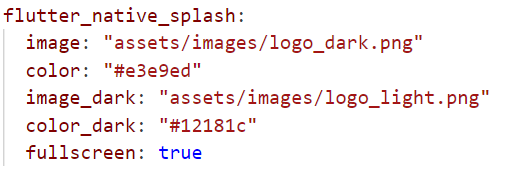 flutter_native_splash:
  image: "assets/images/logo_dark.png"
  color: "#e3e9ed"
  image_dark: "assets/images/logo_light.png"
  color_dark: "#12181c"
  fullscreen: true